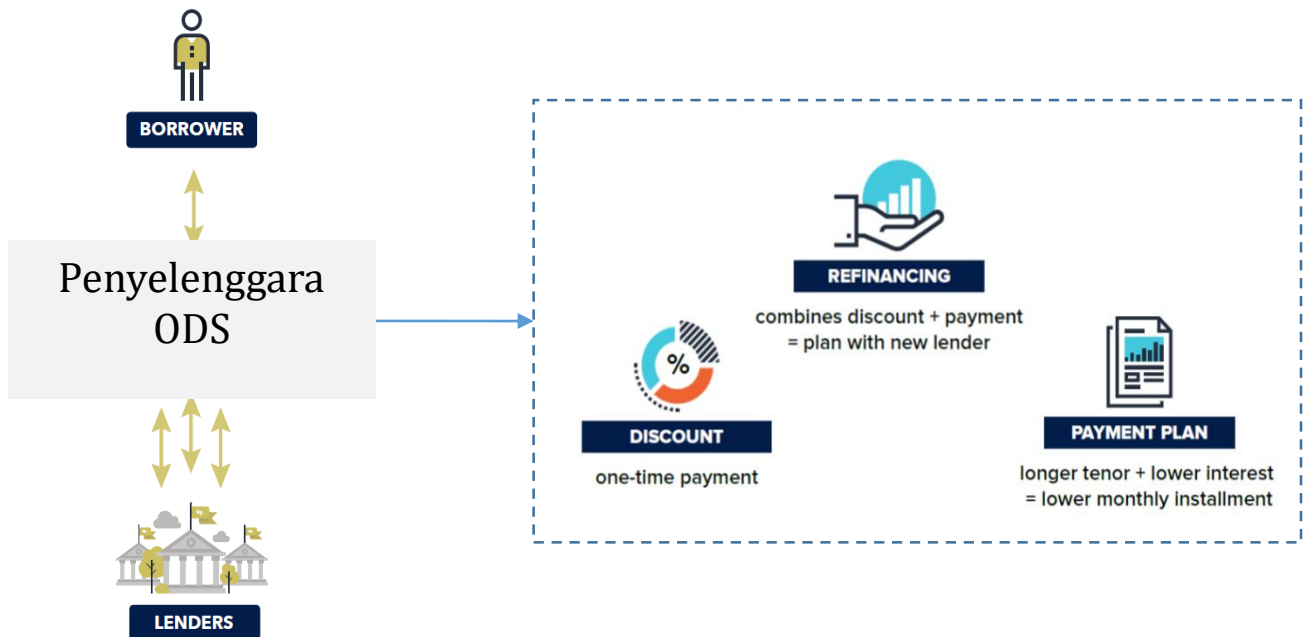 BORROWER
Penyelenggara
ODS
LENDERS
REFINANCING
combines discount + payment
= plan with new lender
%
DISCOUNT
one-time payment
PAYMENT PLAN
longer tenor + lower interest
= lower monthly installment